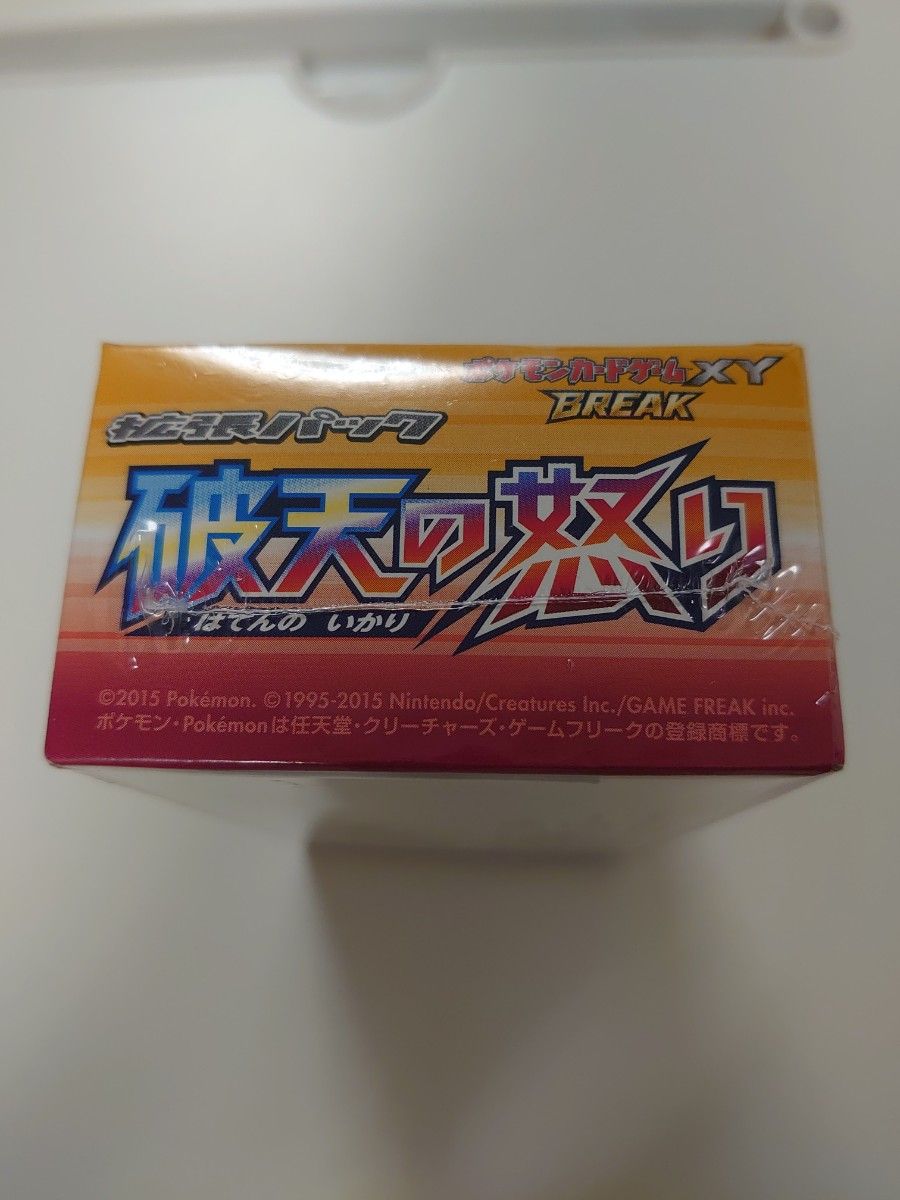 ポケモンカードゲームXY
BREAK
拡張パック
破天の怒り
はてんの いかり
©2015 Pokémon. ©1995-2015 Nintendo/Creatures Inc./GAME FREAK inc.
ポケモン・Pokémonは任天堂・クリーチャーズ・ゲームフリークの登録商標です。